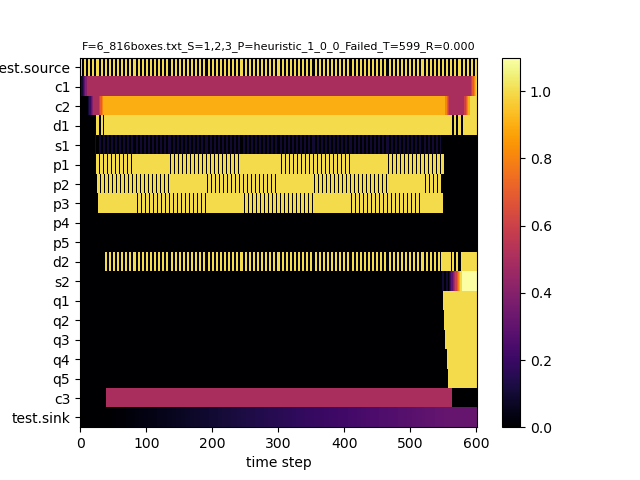 F=6_816boxes.txt_S=1,2,3_P=heuristic_1_0_0_Failed_T=599_R=0.000
est.source
c1
c2
d1
s1
p1
p2
p3
p4
p5
d2
s2
q1
q2
q3
q4
q5
c3
test.sink
0
100
200
300
400
500
600
time step
1.0
0.8
0.6
0.4
0.2
0.0